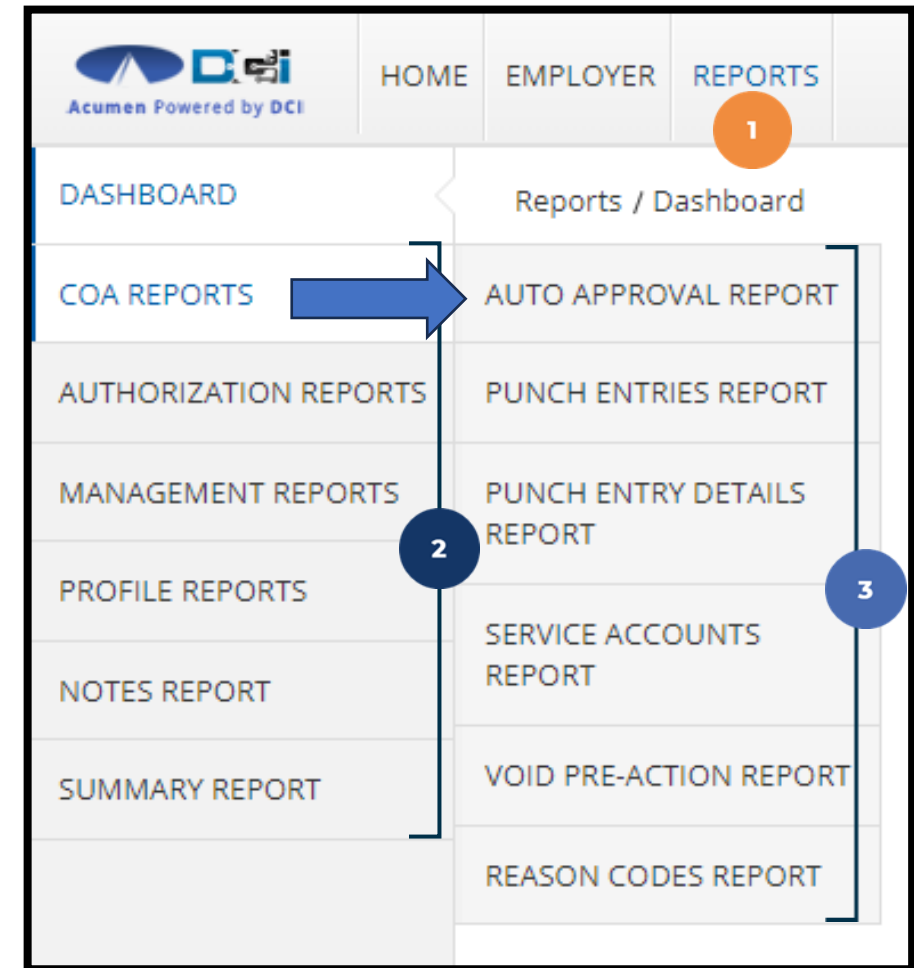 DCI
Acumen Powered by DCI
HOME EMPLOYER REPORTS
1
DASHBOARD
Reports / Dashboard
COA REPORTS
AUTHORIZATION REPORTS
MANAGEMENT REPORTS
PROFILE REPORTS
NOTES REPORT
SUMMARY REPORT
2
AUTO APPROVAL REPORT
PUNCH ENTRIES REPORT
PUNCH ENTRY DETAILS
REPORT
SERVICE ACCOUNTS
REPORT
VOID PRE-ACTION REPORT
REASON CODES REPORT
3